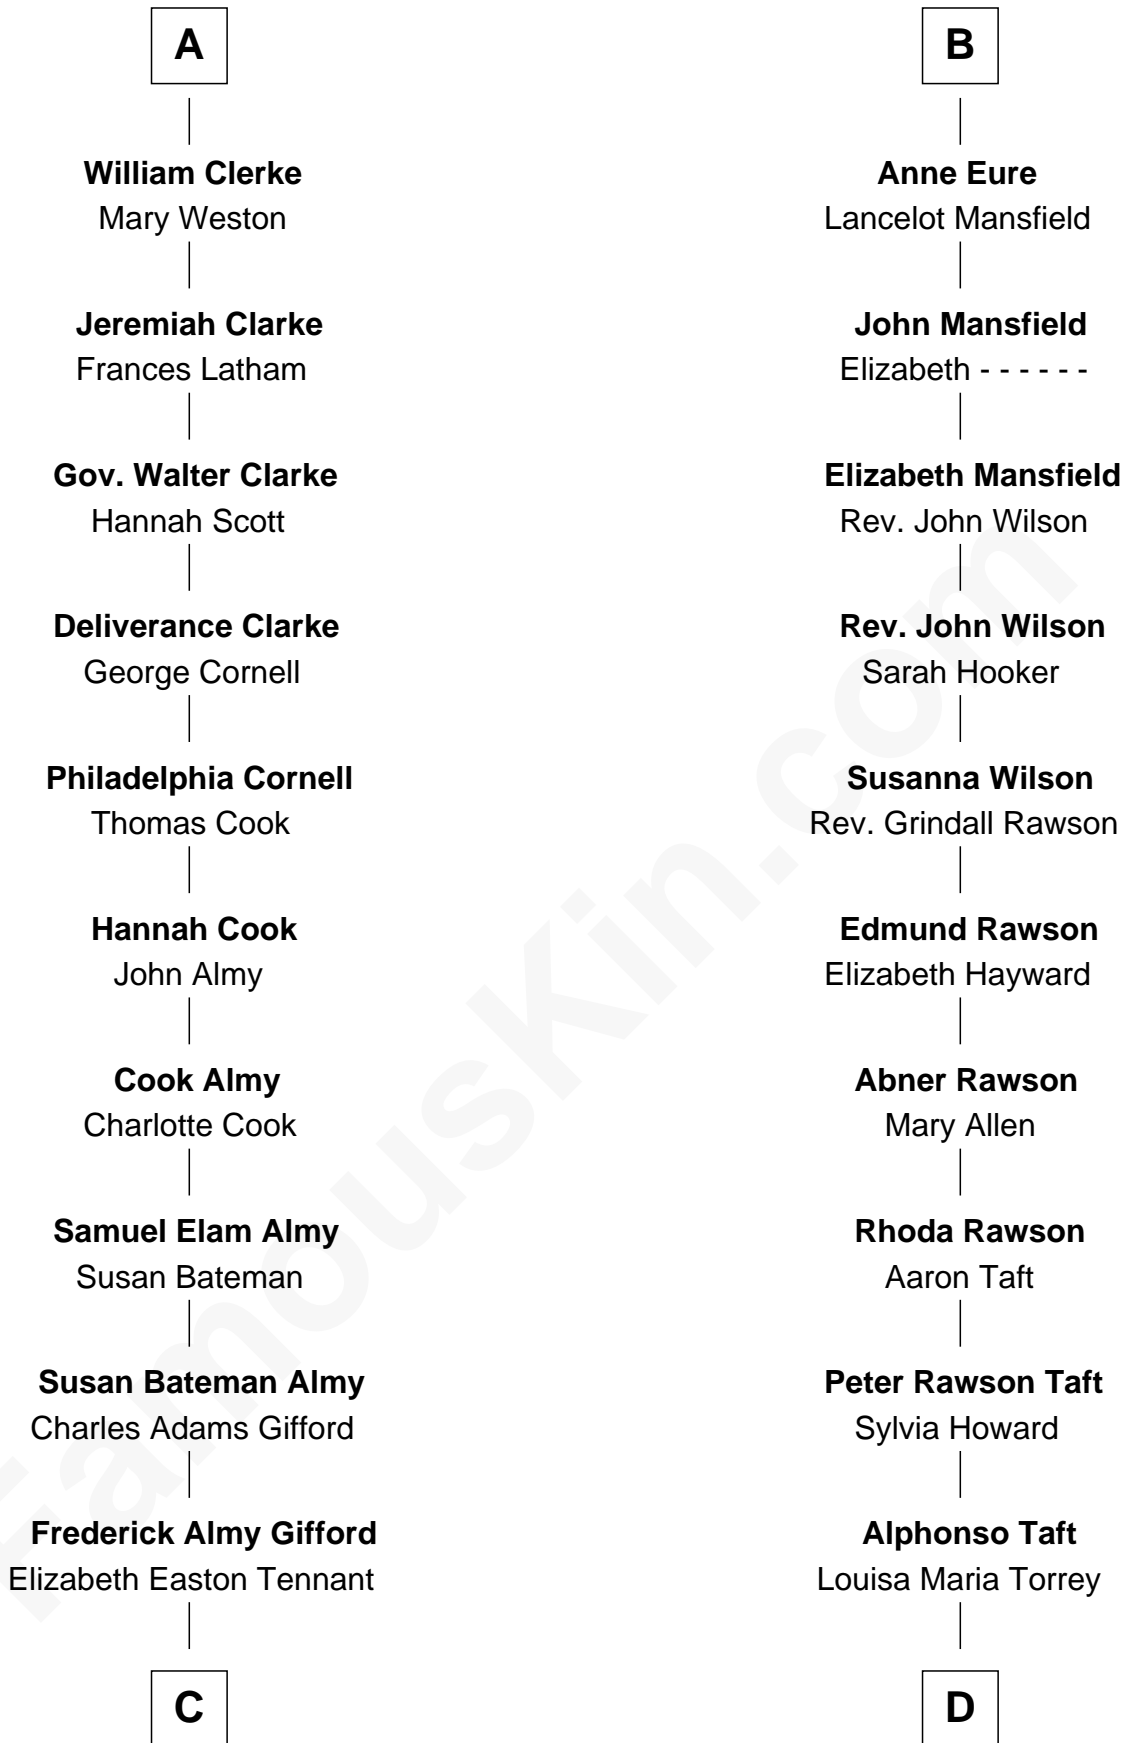 A
William Clerke
Mary Weston
Jeremiah Clarke
Frances Latham
Gov. Walter Clarke
Hannah Scott
Deliverance Clarke
George Cornell
Philadelphia Cornell
Thomas Cook
Hannah Cook
John Almy
Cook Almy
Charlotte Cook
Samuel Elam Almy
Susan Bateman
Susan Bateman Almy
Charles Adams Gifford
Frederick Almy Gifford
Elizabeth Easton Tennant
C
B
Anne Eure
Lancelot Mansfield
John Mansfield
Elizabeth - - - - - -
Elizabeth Mansfield
Rev. John Wilson
Rev. John Wilson
Sarah Hooker
Susanna Wilson
Rev. Grindall Rawson
Edmund Rawson
Elizabeth Hayward
Abner Rawson
Mary Allen
Rhoda Rawson
Aaron Taft
Peter Rawson Taft
Sylvia Howard
Alphonso Taft
Louisa Maria Torrey
D
FamousKin.com